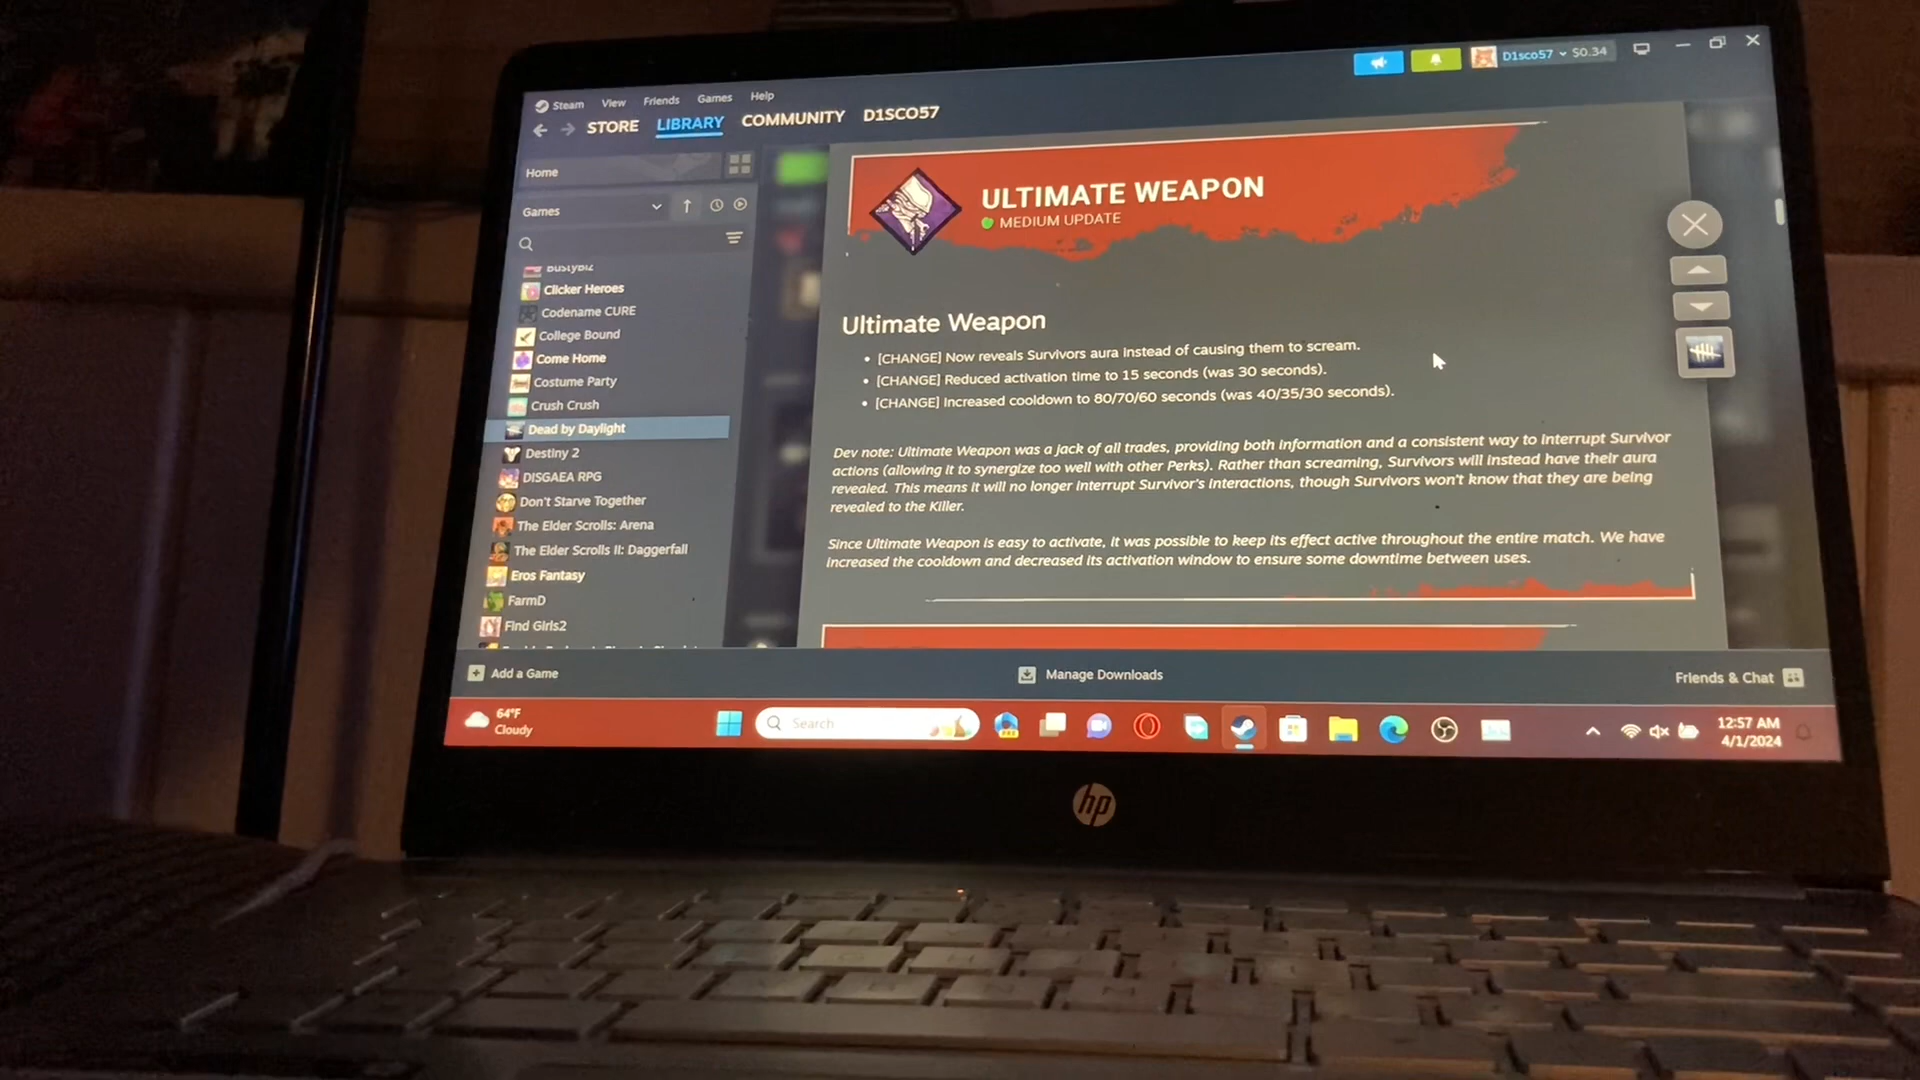 Steam View Friends Games Help
D1sco57 $0.34
STORE LIBRARY COMMUNITY D1SCO57
Home
Games
BustyBiz
Clicker Heroes
Codename CURE
College Bound
Come Home
Costume Party
Crush Crush
Dead by Daylight
Destiny 2
DISGAEA RPG
Don't Starve Together
The Elder Scrolls: Arena
The Elder Scrolls II: Daggerfall
Eros Fantasy
FarmD
Find Girls2
ULTIMATE WEAPON
MEDIUM UPDATE
Ultimate Weapon
• [CHANGE] Now reveals Survivors aura instead of causing them to scream.
• [CHANGE] Reduced activation time to 15 seconds (was 30 seconds).
• [CHANGE] Increased cooldown to 80/70/60 seconds (was 40/35/30 seconds).
Dev note: Ultimate Weapon was a jack of all trades, providing both information and a consistent way to interrupt Survivor
actions (allowing it to synergize too well with other Perks). Rather than screaming, Survivors will instead have their aura
revealed. This means it will no longer interrupt Survivor's interactions, though Survivors won't know that they are being
revealed to the Killer.
Since Ultimate Weapon is easy to activate, it was possible to keep its effect active throughout the entire match. We have
increased the cooldown and decreased its activation window to ensure some downtime between uses.
Add a Game
Manage Downloads
Friends & Chat
64°F
Cloudy
Search
12:57 AM
4/1/2024
hp